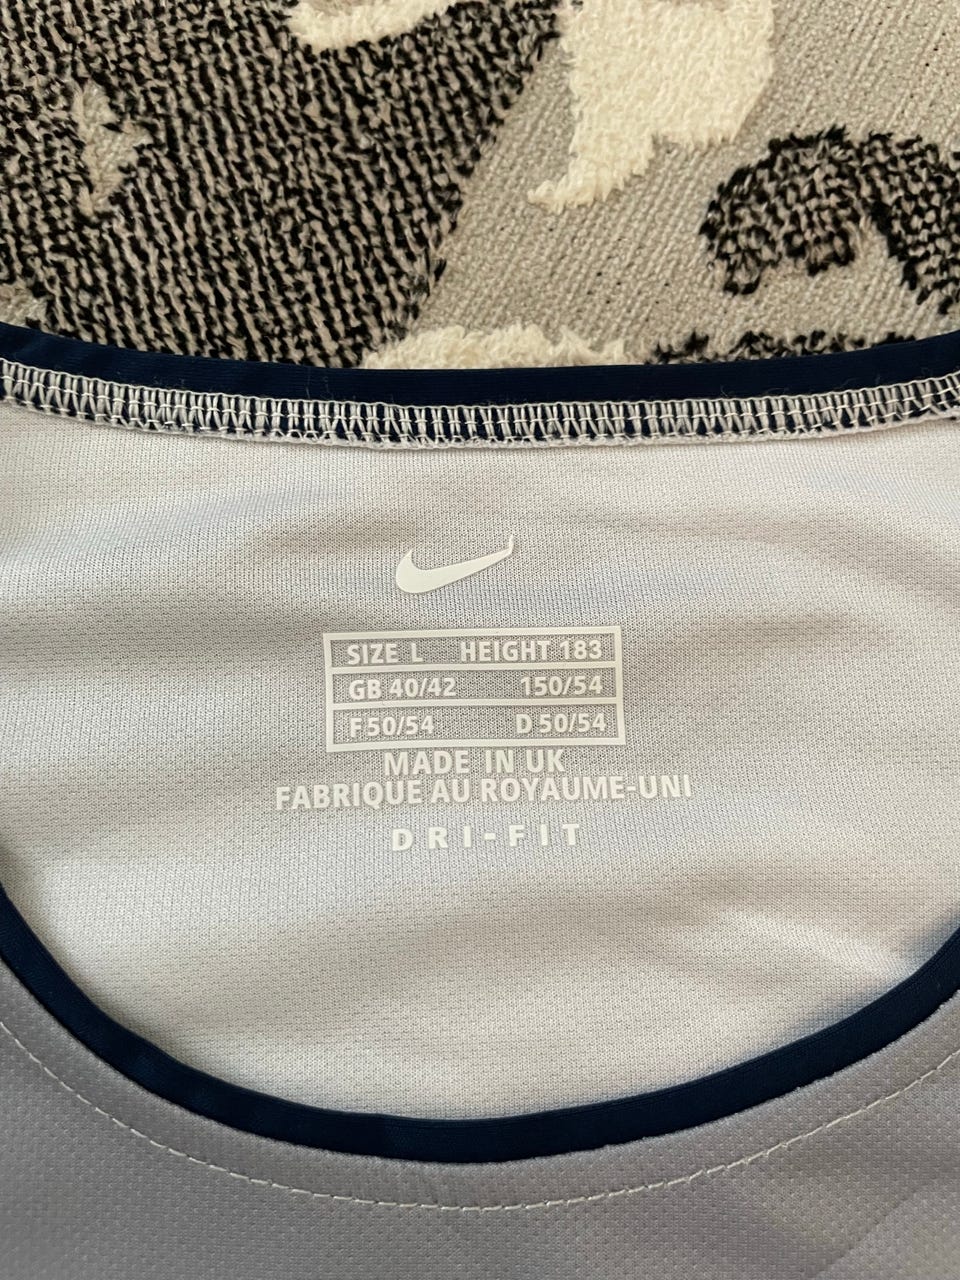 SIZE L HEIGHT 183
GB 40/42 150/54
F 50/54 D 50/54
MADE IN UK
FABRIQUE AU ROYAUME-UNI
DRI-FIT